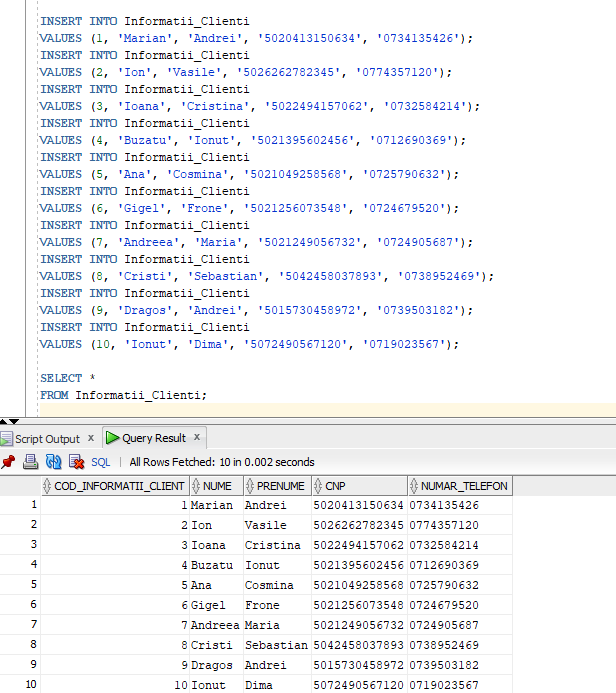 INSERT INTO Informatii_Clienti
VALUES (1, 'Marian', 'Andrei', '5020413150634', '0734135426');
INSERT INTO Informatii_Clienti
VALUES (2, 'Ion', 'Vasile', '5026262782345', '0774357120');
INSERT INTO Informatii_Clienti
VALUES (3, 'Ioana', 'Cristina', '5022494157062', '0732584214');
INSERT INTO Informatii_Clienti
VALUES (4, 'Buzatu', 'Ionut', '5021395602456', '0712690369');
INSERT INTO Informatii_Clienti
VALUES (5, 'Ana', 'Cosmina', '5021049258568', '0725790632');
INSERT INTO Informatii_Clienti
VALUES (6, 'Gigel', 'Frone', '5021256073548', '0724679520');
INSERT INTO Informatii_Clienti
VALUES (7, 'Andreea', 'Maria', '5021249056732', '0724905687');
INSERT INTO Informatii_Clienti
VALUES (8, 'Cristi', 'Sebastian', '5042458037893', '0738952469');
INSERT INTO Informatii_Clienti
VALUES (9, 'Dragos', 'Andrei', '5015730458972', '0739503182');
INSERT INTO Informatii_Clienti
VALUES (10, 'Ionut', 'Dima', '5072490567120', '0719023567');
SELECT *
FROM Informatii_Clienti;
Script Output x Query Result x
SQL | All Rows Fetched: 10 in 0.002 seconds
COD_INFORMATII_CLIENT NUME PRENUME CNP NUMAR_TELEFON
1 1 Marian Andrei 5020413150634 0734135426
2 2 Ion Vasile 5026262782345 0774357120
3 3 Ioana Cristina 5022494157062 0732584214
4 4 Buzatu Ionut 5021395602456 0712690369
5 5 Ana Cosmina 5021049258568 0725790632
6 6 Gigel Frone 5021256073548 0724679520
7 7 Andreea Maria 5021249056732 0724905687
8 8 Cristi Sebastian 5042458037893 0738952469
9 9 Dragos Andrei 5015730458972 0739503182
10 10 Ionut Dima 5072490567120 0719023567